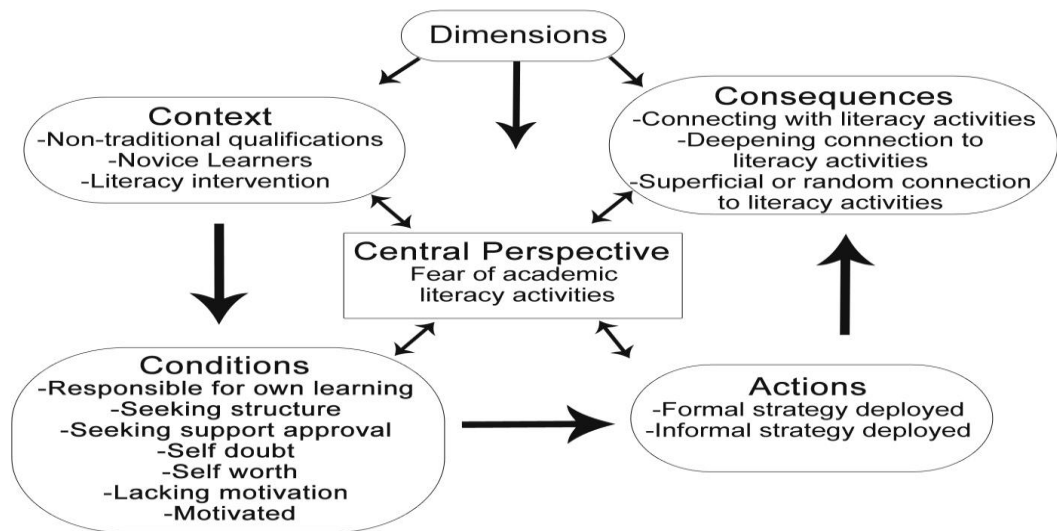 Dimensions
Context
-Non-traditional qualifications
-Novice Learners
-Literacy intervention
Consequences
-Connecting with literacy activities
-Deepening connection to
literacy activities
-Superficial or random connection
to literacy activities
Central Perspective
Fear of academic
literacy activities
Conditions
-Responsible for own learning
-Seeking structure
-Seeking support approval
-Self doubt
-Self worth
-Lacking motivation
-Motivated
Actions
-Formal strategy deployed
-Informal strategy deployed